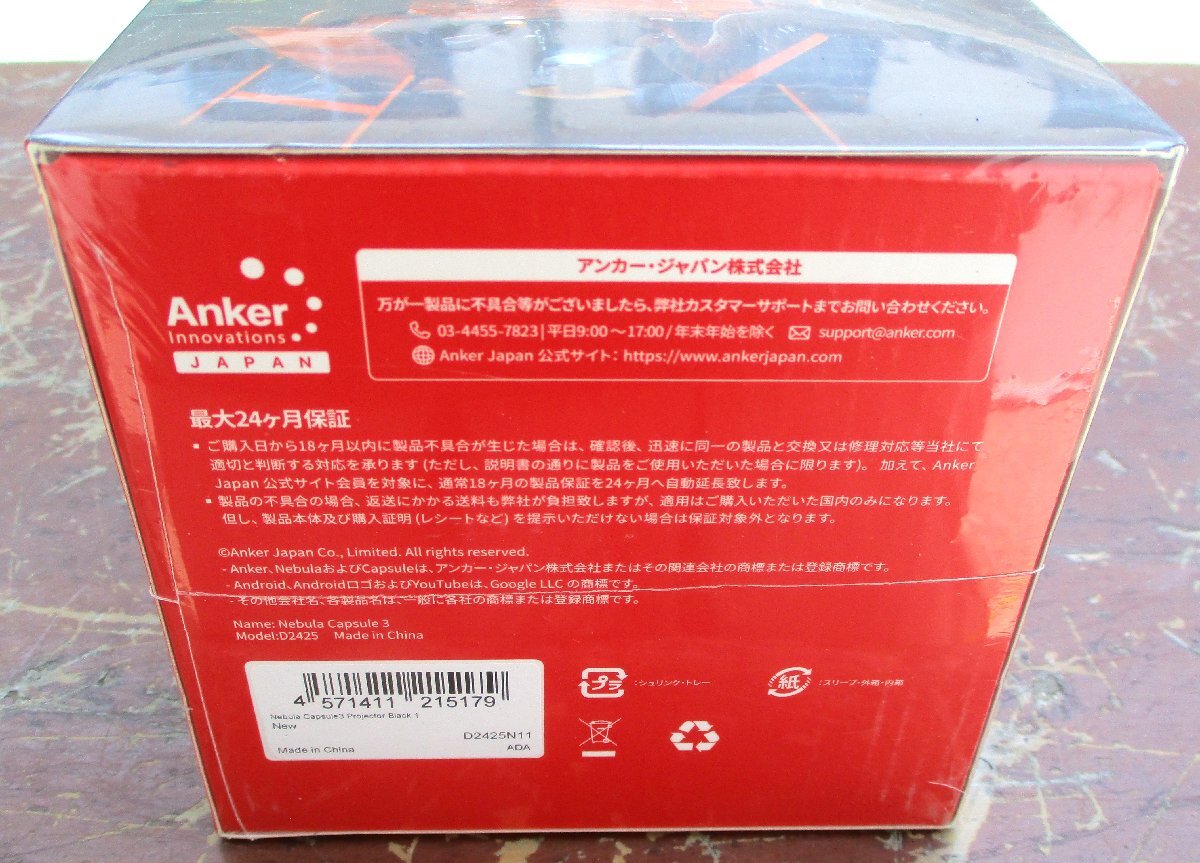 Anker
Innovations
JAPAN
アンカー・ジャパン株式会社
万が一製品に不具合等がございましたら、弊社カスタマーサポートまでお問い合わせください。
03-4455-7823|平日9:00～17:00/年末年始を除く support@anker.com
Anker Japan 公式サイト：https://www.ankerjapan.com
最大24ヶ月保証
▪ ご購入日から18ヶ月以内に製品不具合が生じた場合は、確認後、迅速に同一の製品と交換又は修理対応等当社にて
適切と判断する対応を承ります(ただし、説明書の通りに製品をご使用いただいた場合に限ります)。加えて、Anker
Japan 公式サイト会員を対象に、通常18ヶ月の製品保証を24ヶ月へ自動延長致します。
▪ 製品の不具合の場合、返送にかかる送料も弊社が負担致しますが、適用はご購入いただいた国内のみになります。
但し、製品本体及び購入証明(レシートなど)を提示いただけない場合は保証対象外となります。
©Anker Japan Co., Limited. All rights reserved.
- Anker、NebulaおよびCapsuleは、アンカー・ジャパン株式会社またはその関連会社の商標または登録商標です。
- Android、AndroidロゴおよびYouTubeは、Google LLC の商標です。
- その他会社名、各製品名は、一般に各社の商標または登録商標です。
Name: Nebula Capsule 3
Model:D2425 Made in China
4 571411 215179
Nebula Capsule3 Projector Black 1
New
D2425N11
Made in China
ADA
プラ :シュリンク・トレー
紙 :スリーブ・外箱・内箱